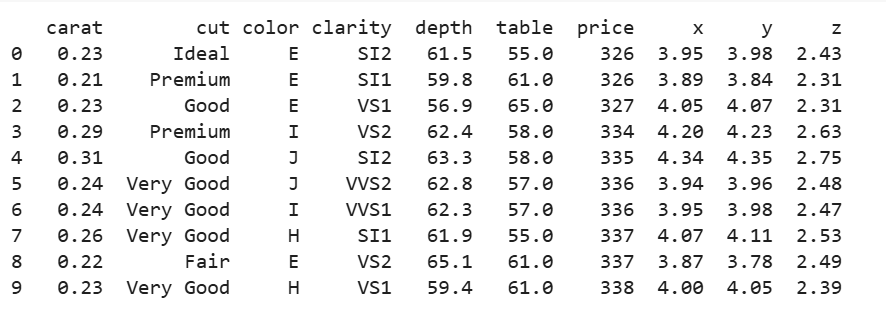 carat cut color clarity depth table price x y z
0 0.23 Ideal E SI2 61.5 55.0 326 3.95 3.98 2.43
1 0.21 Premium E SI1 59.8 61.0 326 3.89 3.84 2.31
2 0.23 Good E VS1 56.9 65.0 327 4.05 4.07 2.31
3 0.29 Premium I VS2 62.4 58.0 334 4.20 4.23 2.63
4 0.31 Good J SI2 63.3 58.0 335 4.34 4.35 2.75
5 0.24 Very Good J VVS2 62.8 57.0 336 3.94 3.96 2.48
6 0.24 Very Good I VVS1 62.3 57.0 336 3.95 3.98 2.47
7 0.26 Very Good H SI1 61.9 55.0 337 4.07 4.11 2.53
8 0.22 Fair E VS2 65.1 61.0 337 3.87 3.78 2.49
9 0.23 Very Good H VS1 59.4 61.0 338 4.00 4.05 2.39